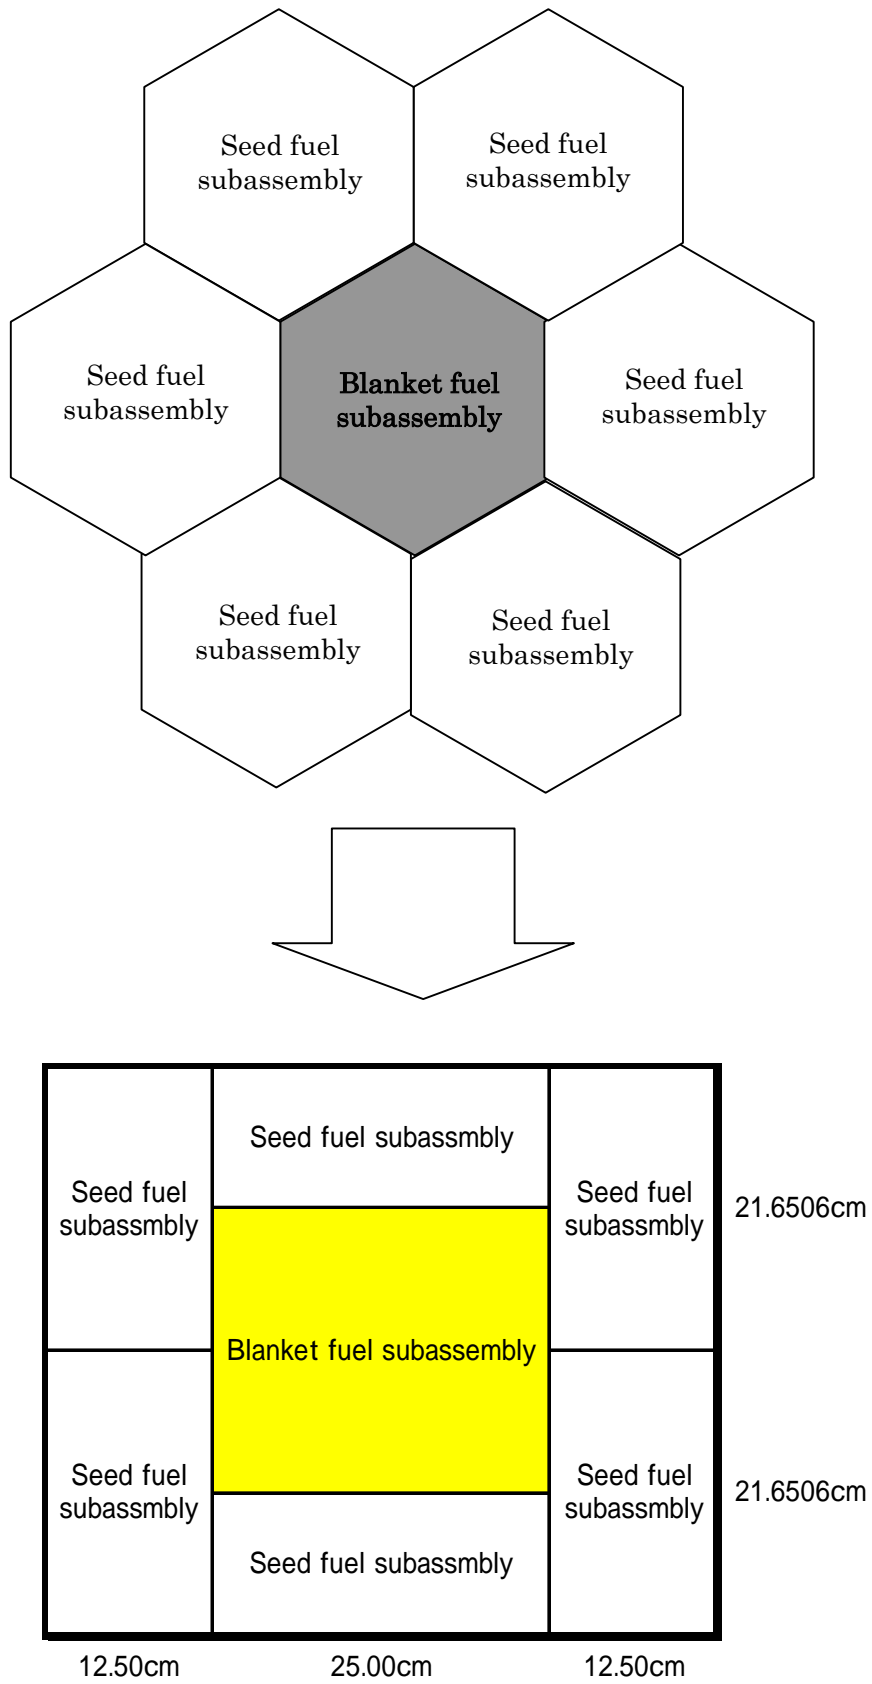 Seed fuel
subassembly
Seed fuel
subassembly
Seed fuel
subassembly
Blanket fuel
subassembly
Seed fuel
subassembly
Seed fuel
subassembly
Seed fuel
subassembly
Seed fuel subassmbly
Seed fuel
subassmbly
Seed fuel
subassmbly
21.6506cm
Blanket fuel subassembly
Seed fuel
subassmbly
Seed fuel
subassmbly
21.6506cm
Seed fuel subassmbly
12.50cm
25.00cm
12.50cm